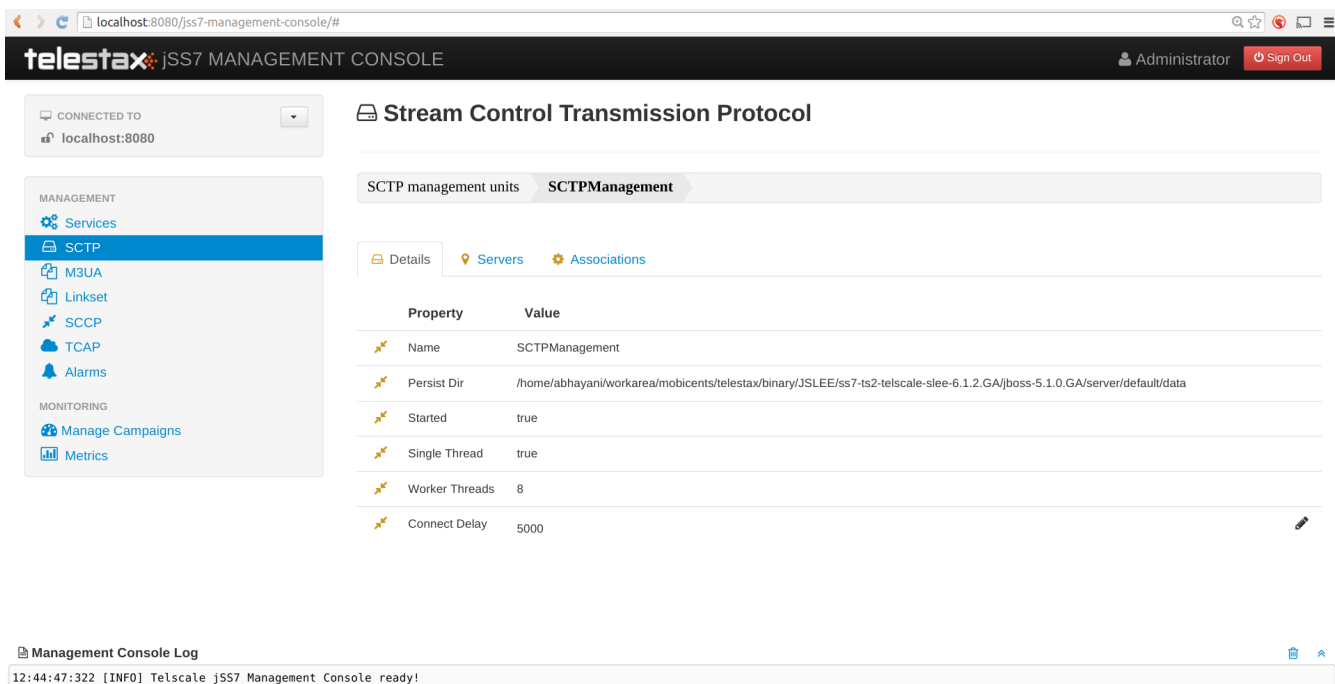 localhost:8080/jss7-management-console/#
telestax jSS7 MANAGEMENT CONSOLE
Administrator
Sign Out
CONNECTED TO
localhost:8080
MANAGEMENT
Services
SCTP
M3UA
Linkset
SCCP
TCAP
Alarms
MONITORING
Manage Campaigns
Metrics
Stream Control Transmission Protocol
SCTP management units SCTPManagement
Details Servers Associations
Property Value
Name SCTPManagement
Persist Dir /home/abhayani/workarea/mobicents/telestax/binary/JSLEE/ss7-ts2-telscale-slee-6.1.2.GA/jboss-5.1.0.GA/server/default/data
Started true
Single Thread true
Worker Threads 8
Connect Delay 5000
Management Console Log
12:44:47:322 [INFO] Telscale jSS7 Management Console ready!